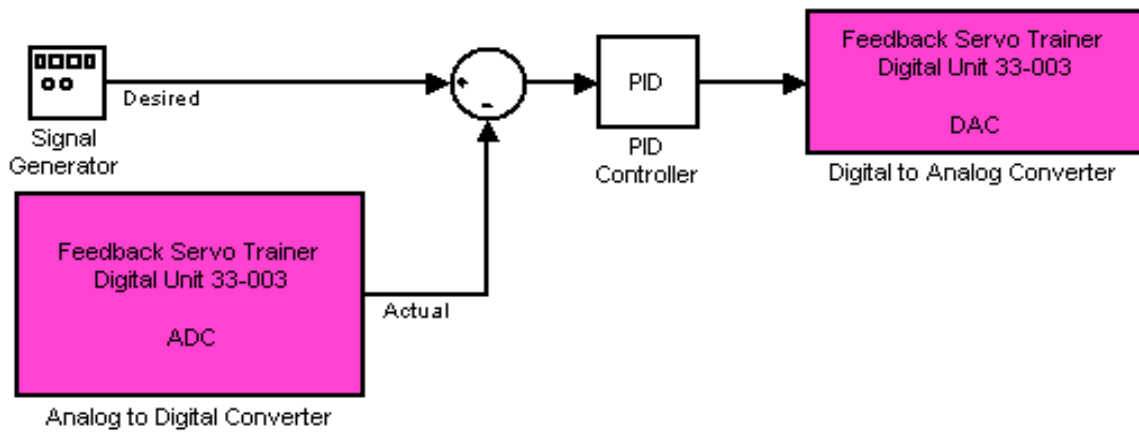 Desired
Signal
Generator
+
-
PID
PID
Controller
Feedback Servo Trainer
Digital Unit 33-003
DAC
Digital to Analog Converter
Feedback Servo Trainer
Digital Unit 33-003
ADC
Actual
Analog to Digital Converter